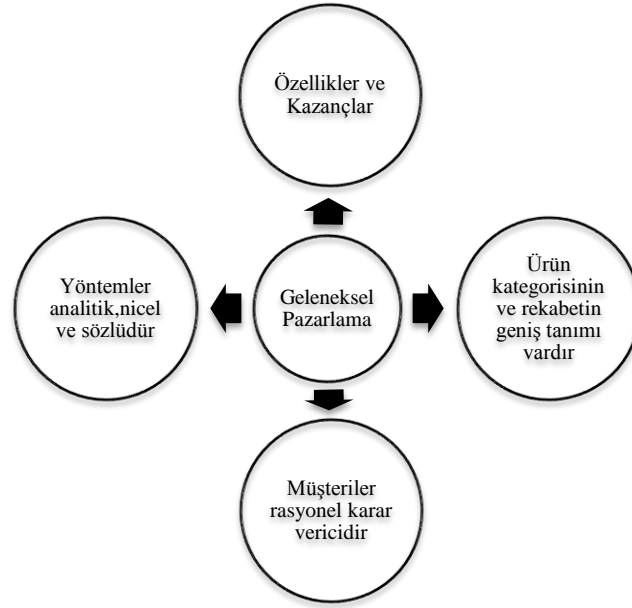 Özellikler ve
Kazançlar
Yöntemler
analitik,nicel
ve sözlüdür
Geleneksel
Pazarlama
Ürün
kategorisinin
ve rekabetin
geniş tanımı
vardır
Müşteriler
rasyonel karar
vericidir